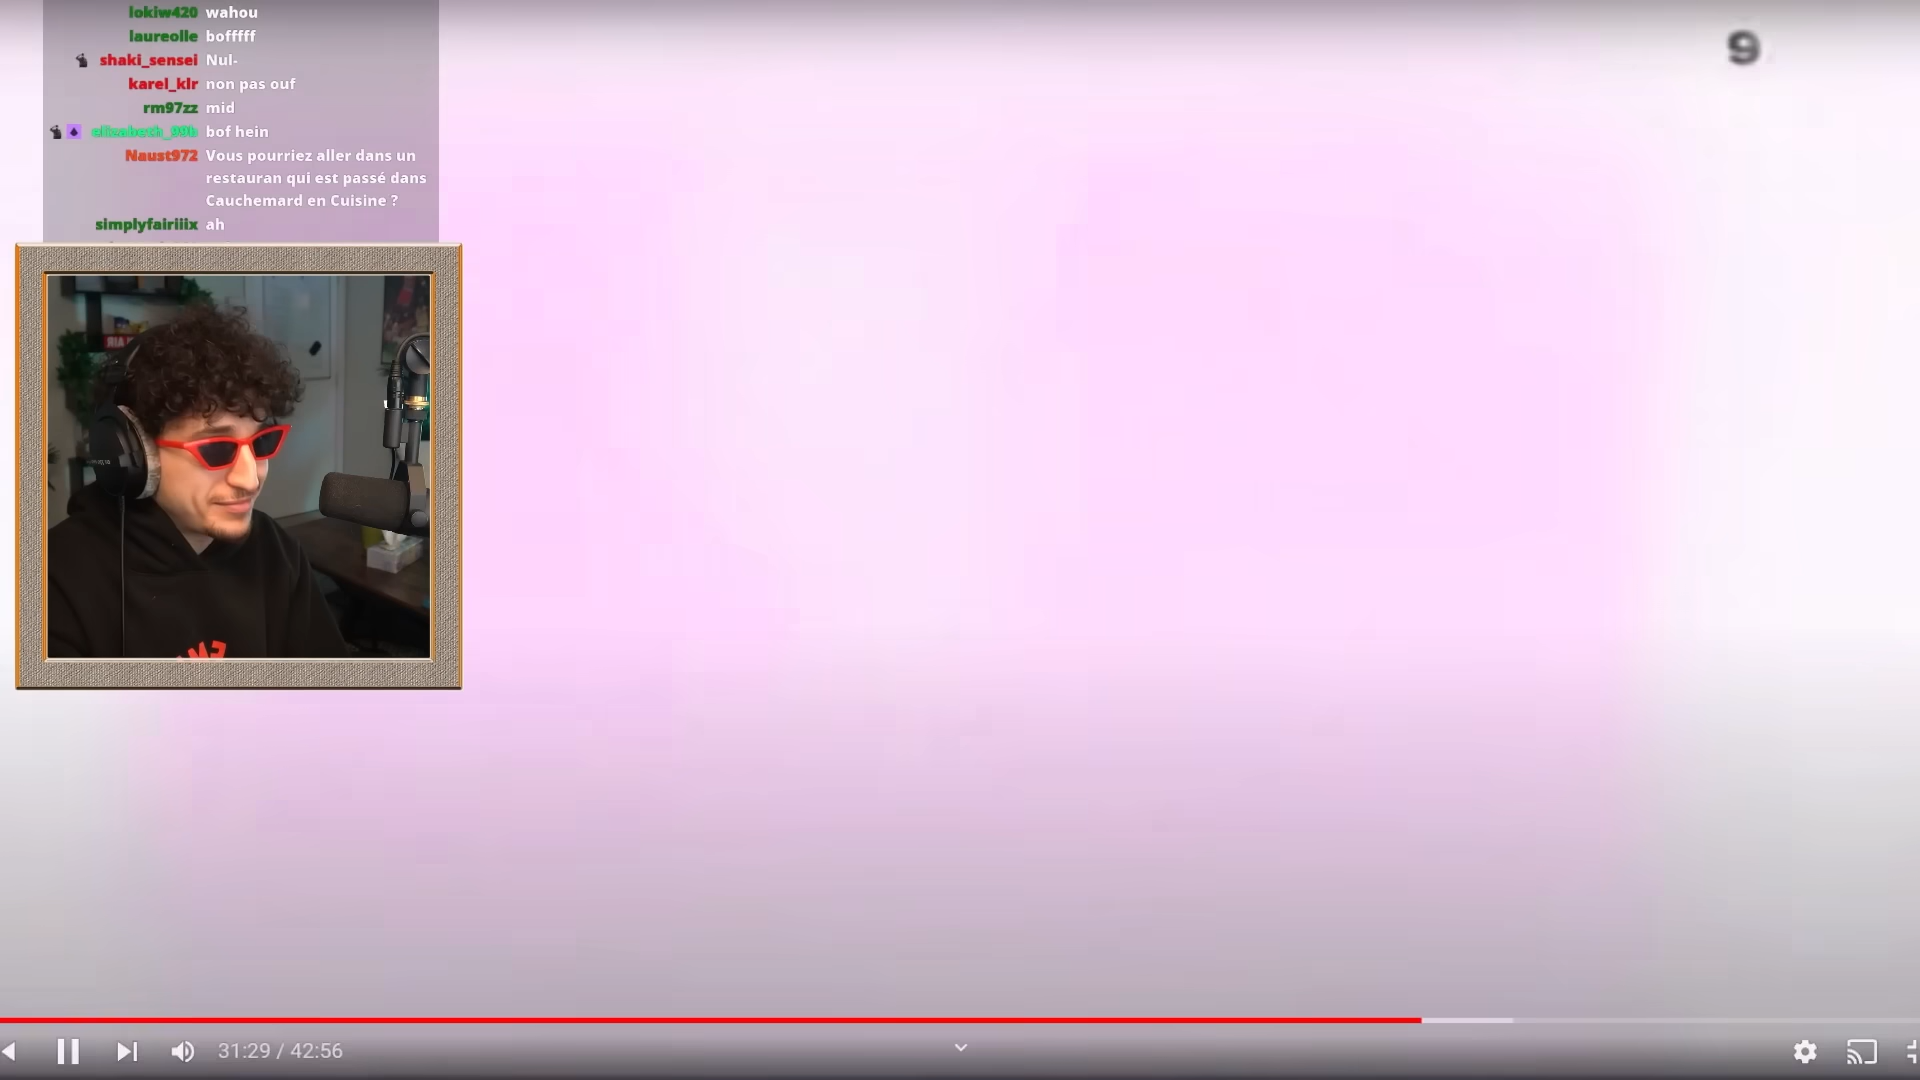 lokiw420 wahou
laureolle bofffff
shaki_sensei Nul-
karel_klr non pas ouf
rm97zz mid
elisabeth_99b bof hein
Naust972 Vous pourriez aller dans un
restauran qui est passé dans
Cauchemard en Cuisine ?
simplyfairiiix ah
9
31:29 / 42:56